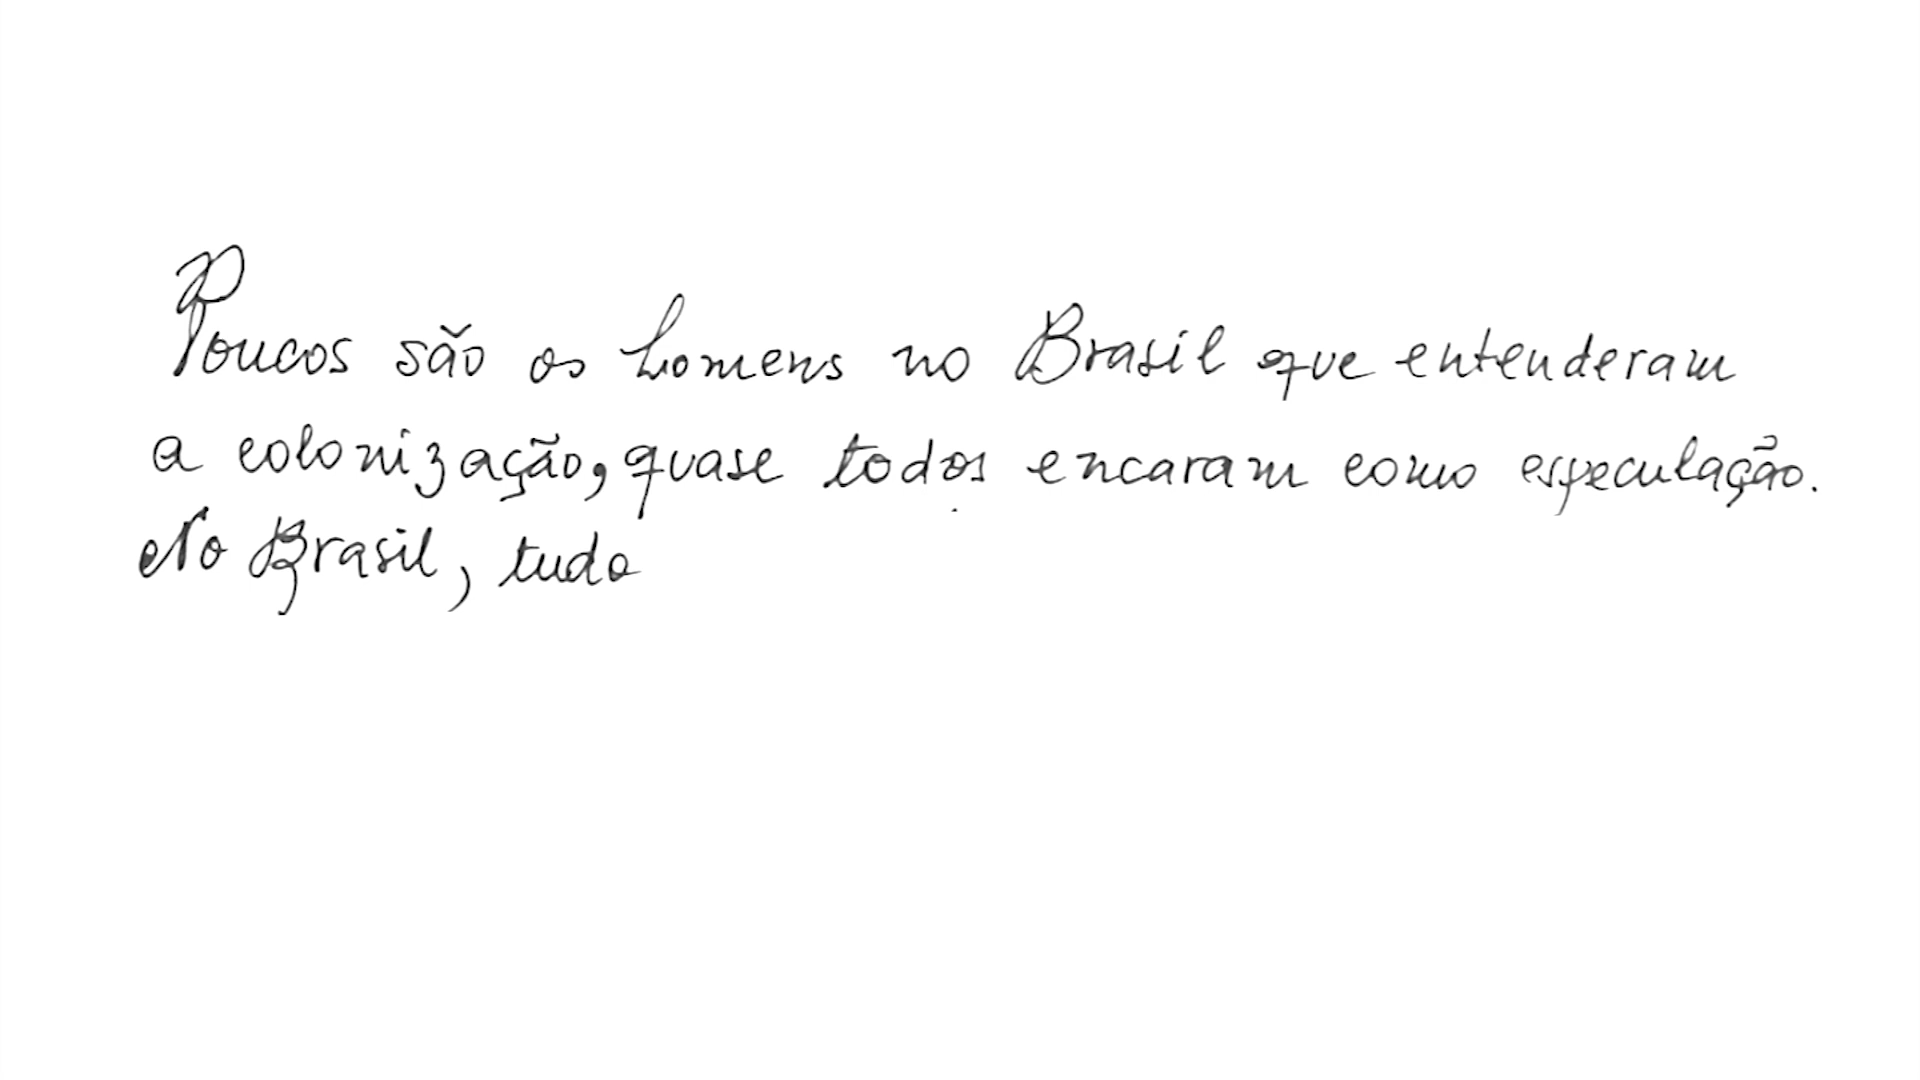 Poucos são os homens no Brasil que entenderam
a colonização, quase todos encaram como especulação.
No Brasil, tudo